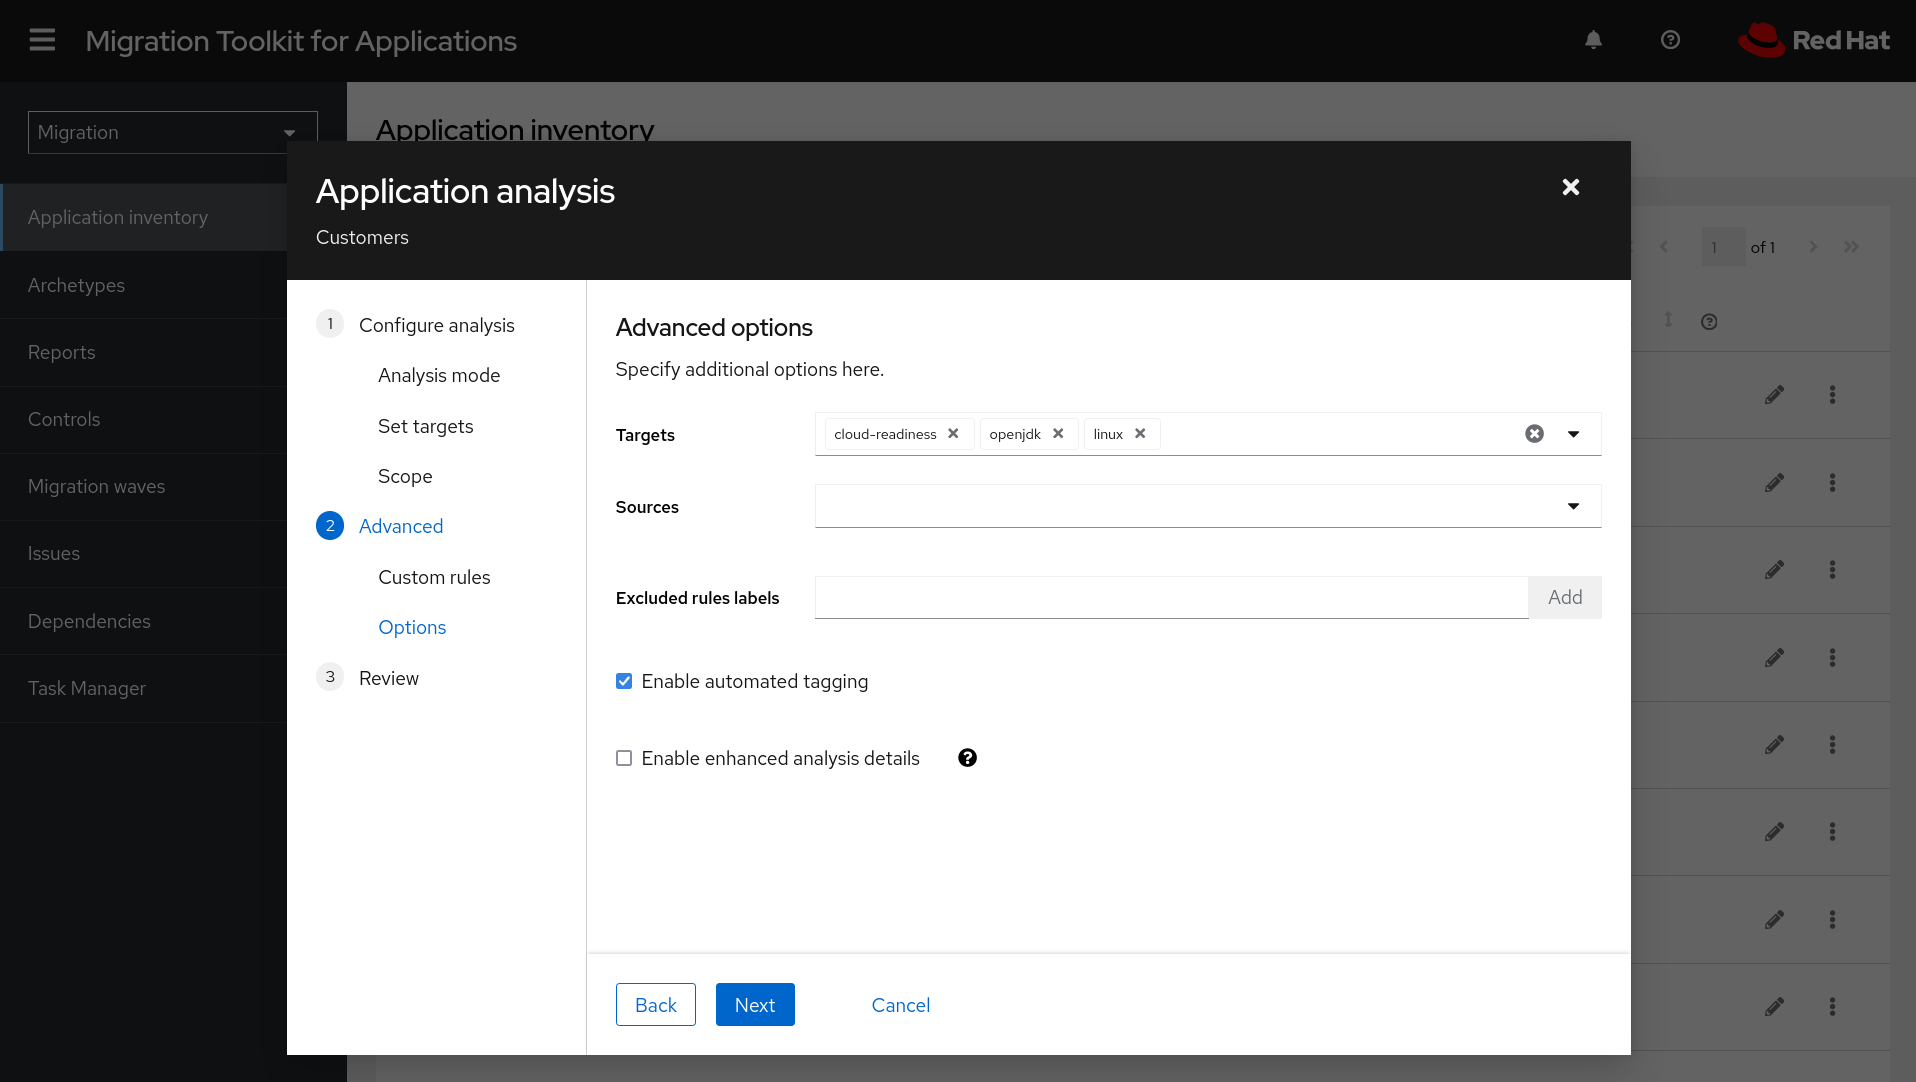 Migration Toolkit for Applications
Red Hat
Migration
Application inventory
Archetypes
Reports
Controls
Migration waves
Issues
Dependencies
Task Manager
Application inventory
1 of 1
Application analysis
Customers
1 Configure analysis
Analysis mode
Set targets
Scope
2 Advanced
Custom rules
Options
3 Review
Advanced options
Specify additional options here.
Targets cloud-readiness openjdk linux
Sources
Excluded rules labels Add
Enable automated tagging
Enable enhanced analysis details
Back Next Cancel